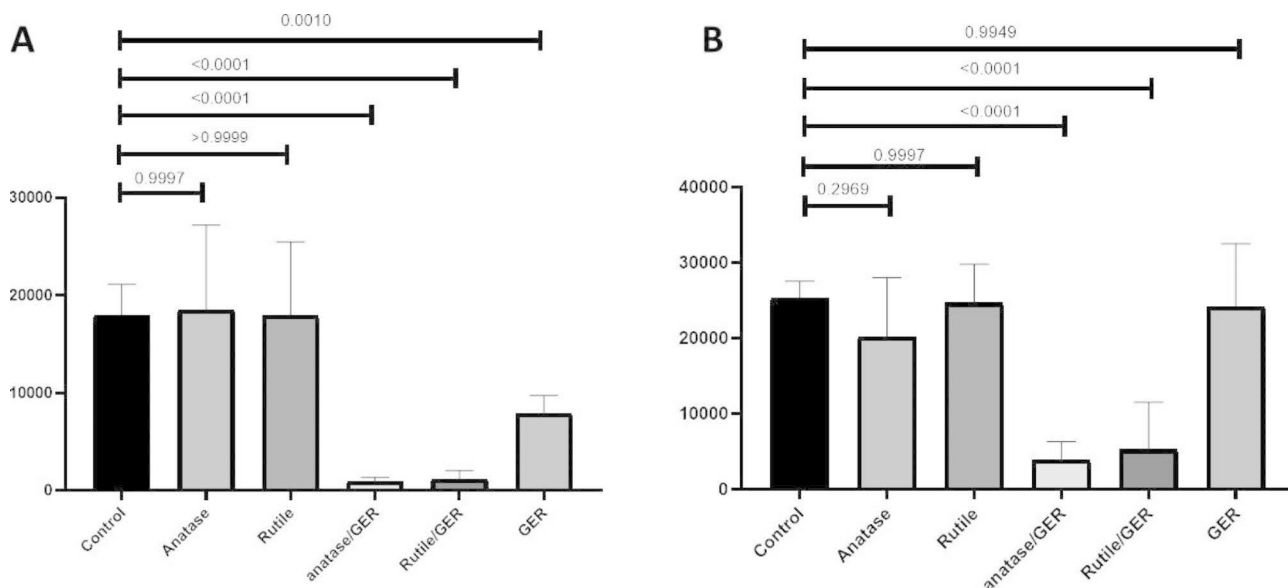 A
0.0010
<0.0001
<0.0001
>0.9999
0.9997
30000
20000
10000
0
Control
Anatase
Rutile
anatase/GER
Rutile/GER
GER
B
0.9949
<0.0001
<0.0001
0.9997
0.2969
40000
30000
20000
10000
0
Control
Anatase
Rutile
anatase/GER
Rutile/GER
GER